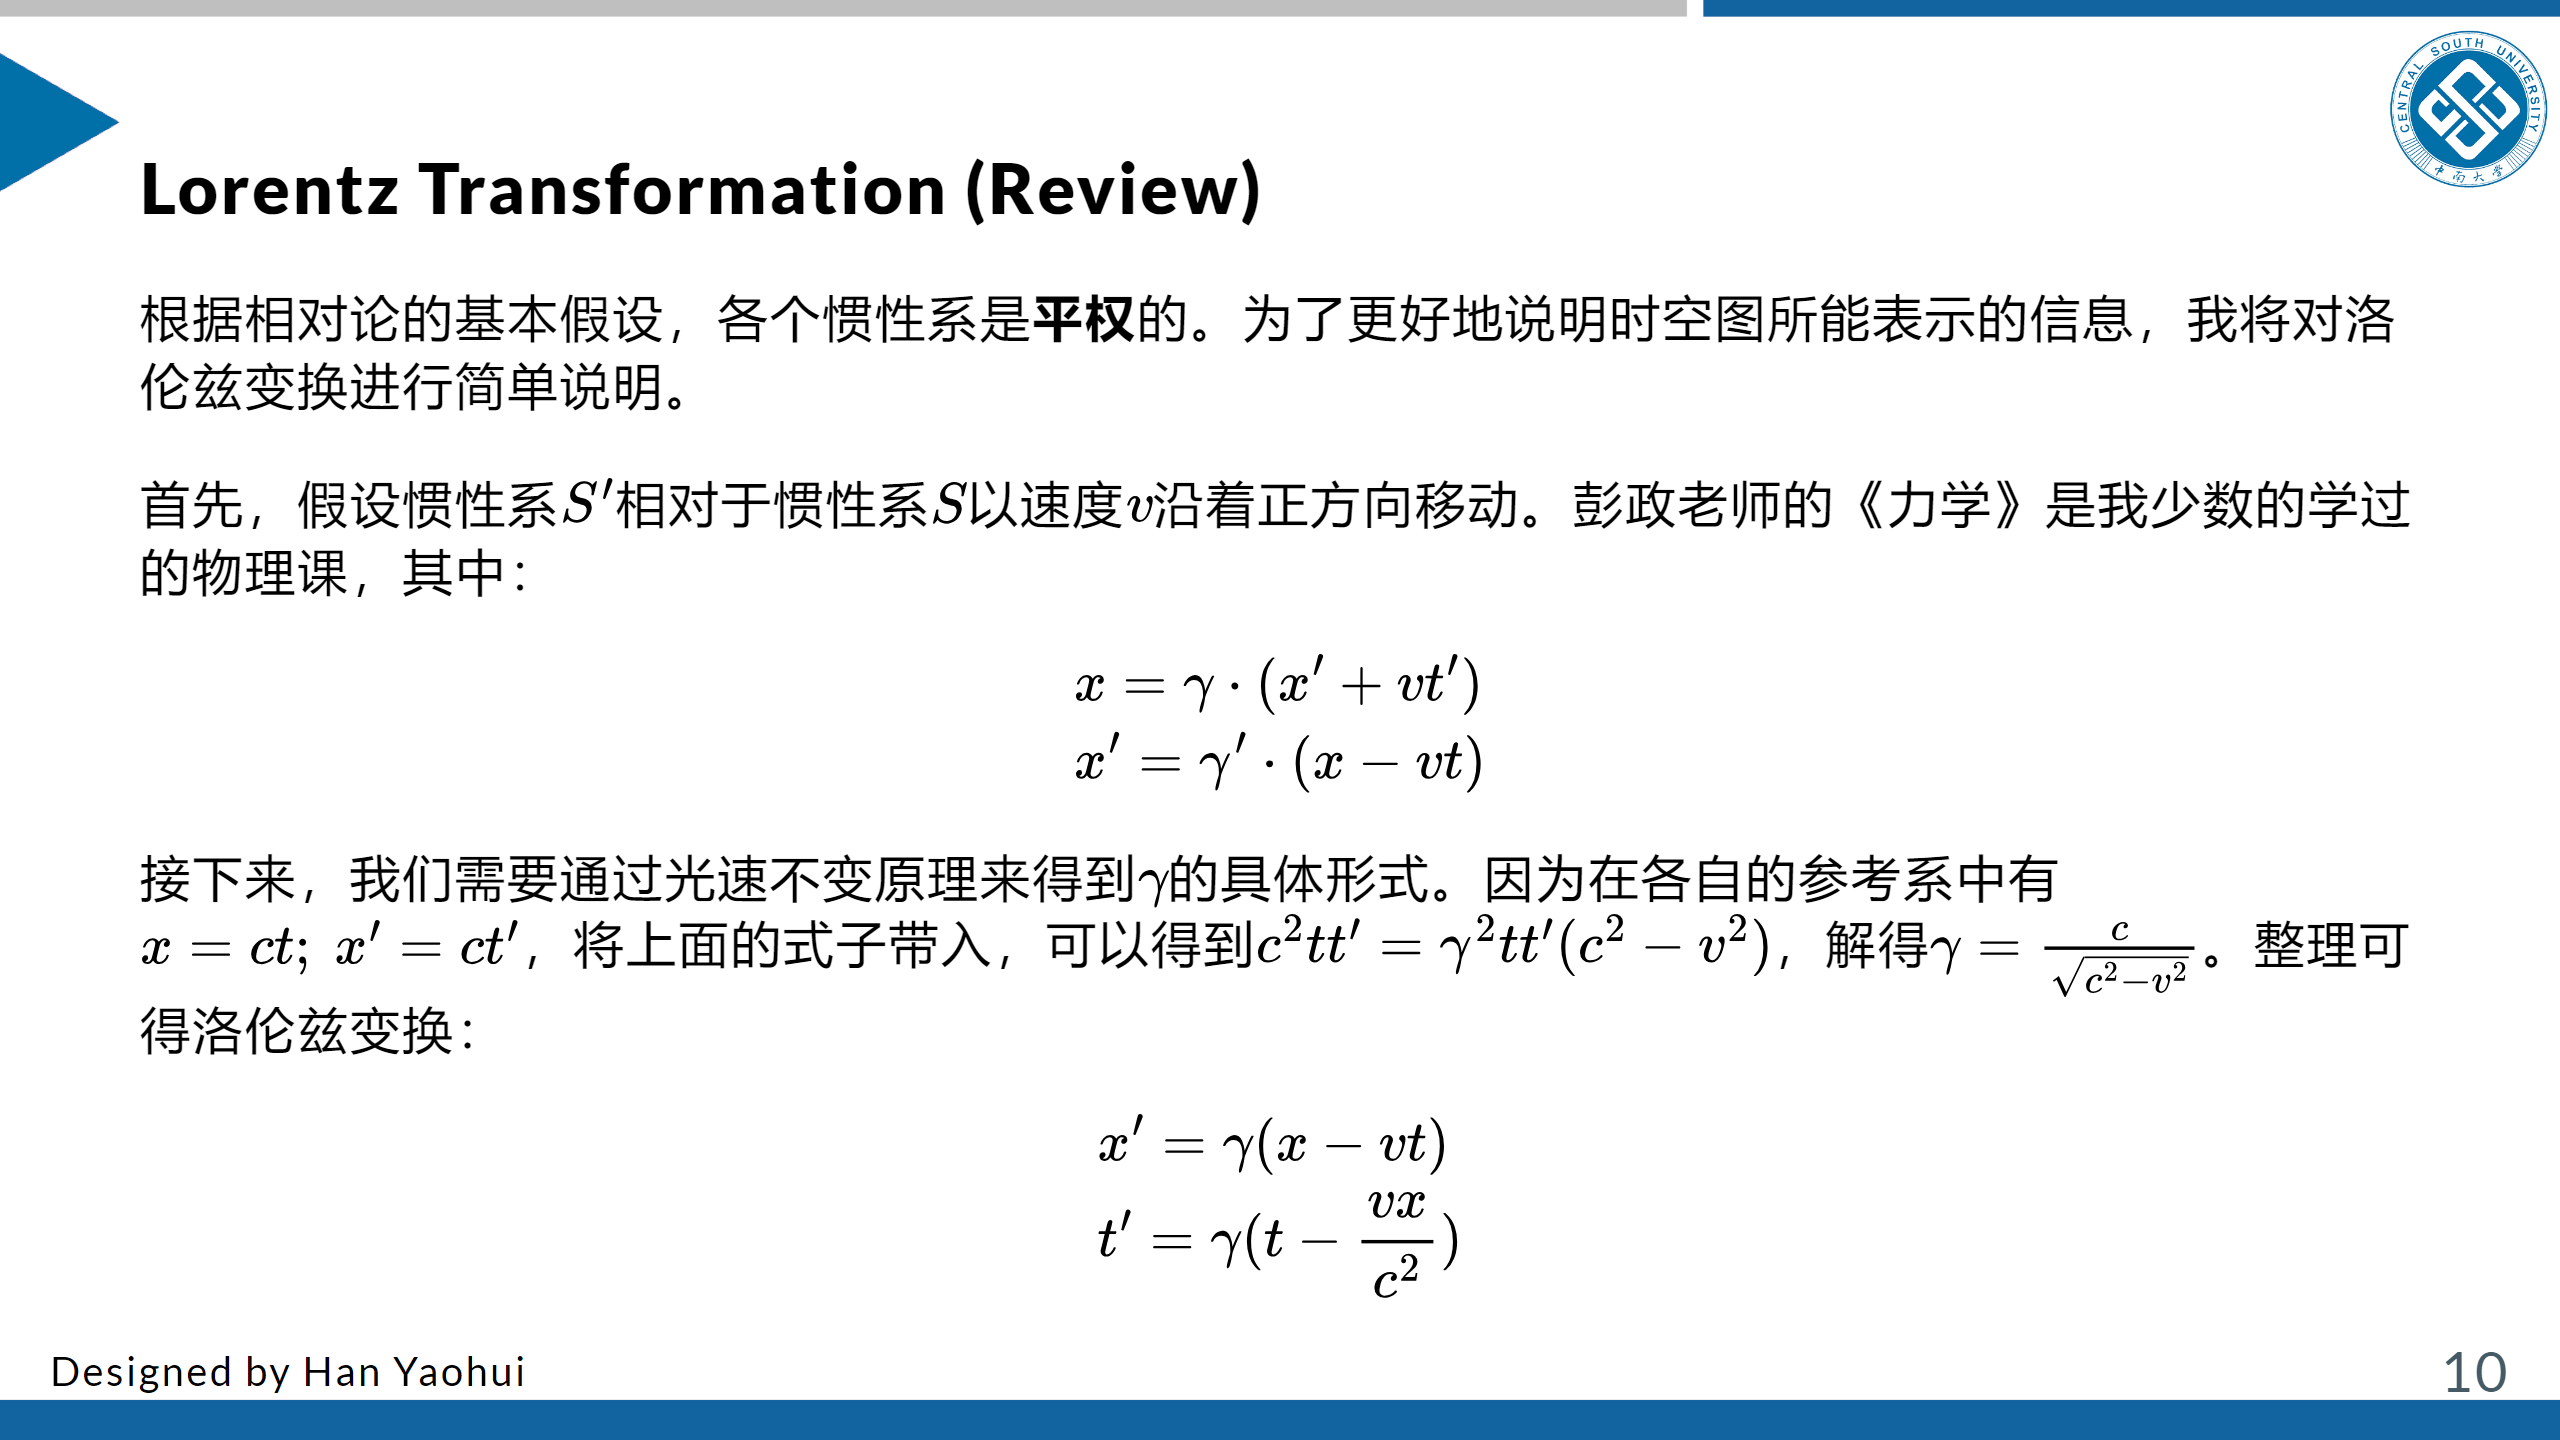 CENTRAL SOUTH UNIVERSITY
中南大学
Lorentz Transformation (Review)
根据相对论的基本假设，各个惯性系是平权的。为了更好地说明时空图所能表示的信息，我将对洛
伦兹变换进行简单说明。
首先，假设惯性系S′相对于惯性系S以速度v沿着正方向移动。彭政老师的《力学》是我少数的学过
的物理课，其中：
x = γ · (x′ + vt′)
x′ = γ′ · (x − vt)
接下来，我们需要通过光速不变原理来得到γ的具体形式。因为在各自的参考系中有
x = ct; x′ = ct′，将上面的式子带入，可以得到c²tt′ = γ²tt′(c² − v²)，解得γ = c/√(c²−v²)。整理可
得洛伦兹变换：
x′ = γ(x − vt)
t′ = γ(t − vx/c²)
Designed by Han Yaohui
10